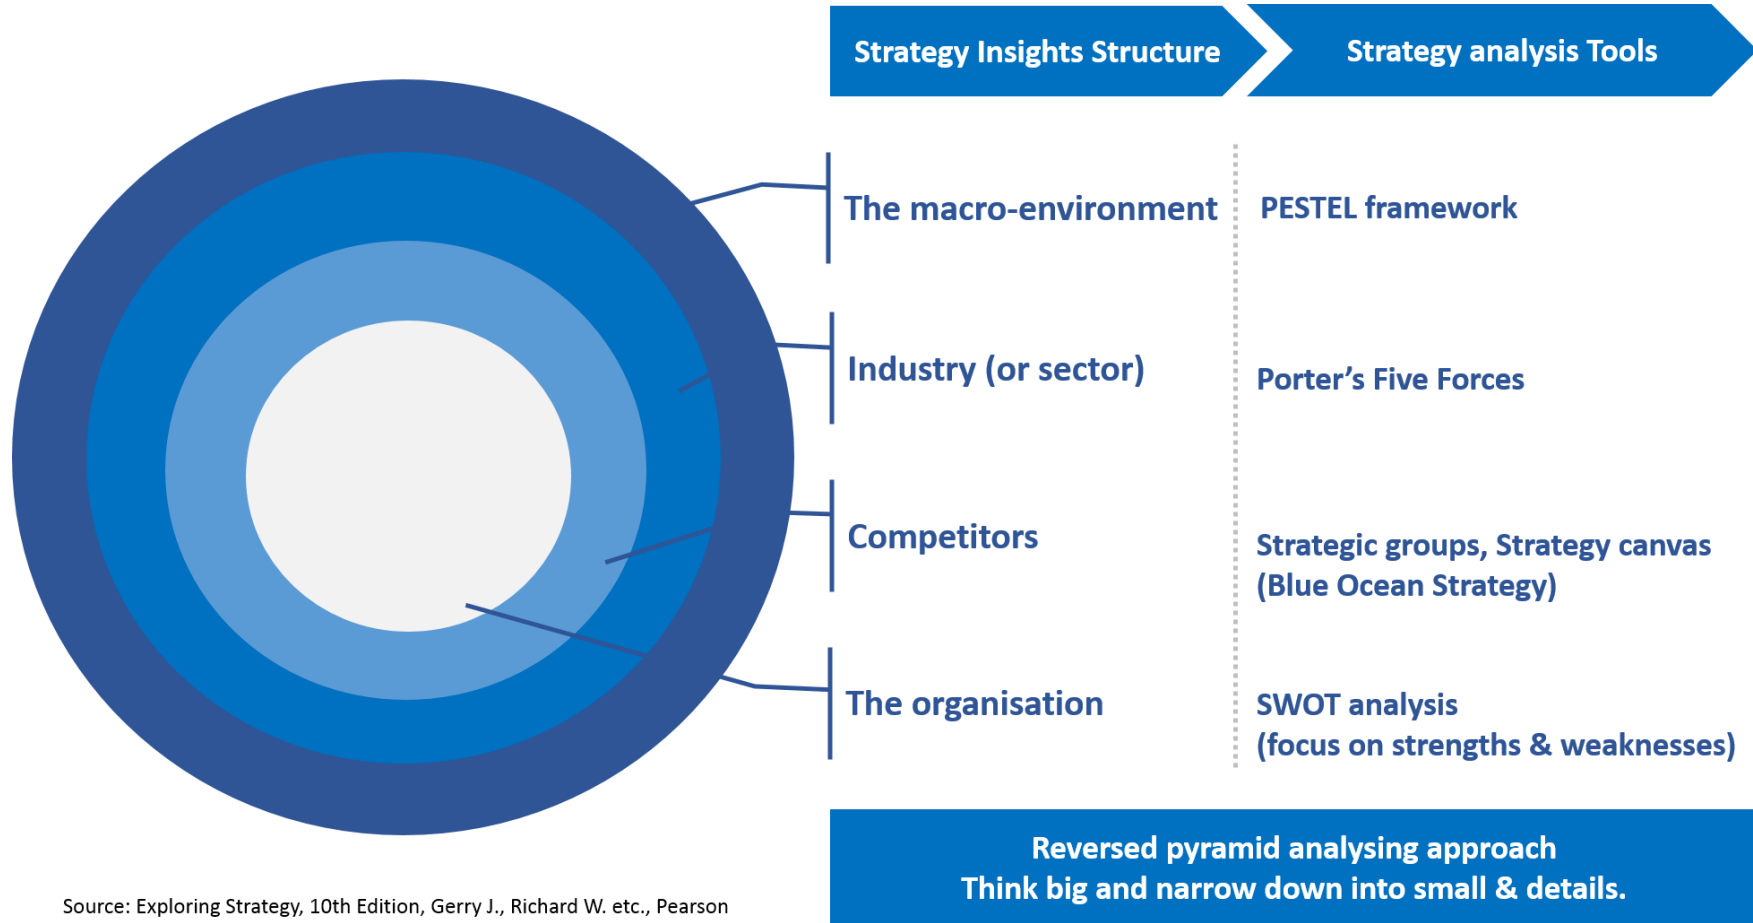 Strategy Insights Structure
Strategy analysis Tools
The macro-environment
PESTEL framework
Industry (or sector)
Porter’s Five Forces
Competitors
Strategic groups, Strategy canvas
(Blue Ocean Strategy)
The organisation
SWOT analysis
(focus on strengths & weaknesses)
Reversed pyramid analysing approach
Think big and narrow down into small & details.
Source: Exploring Strategy, 10th Edition, Gerry J., Richard W. etc., Pearson